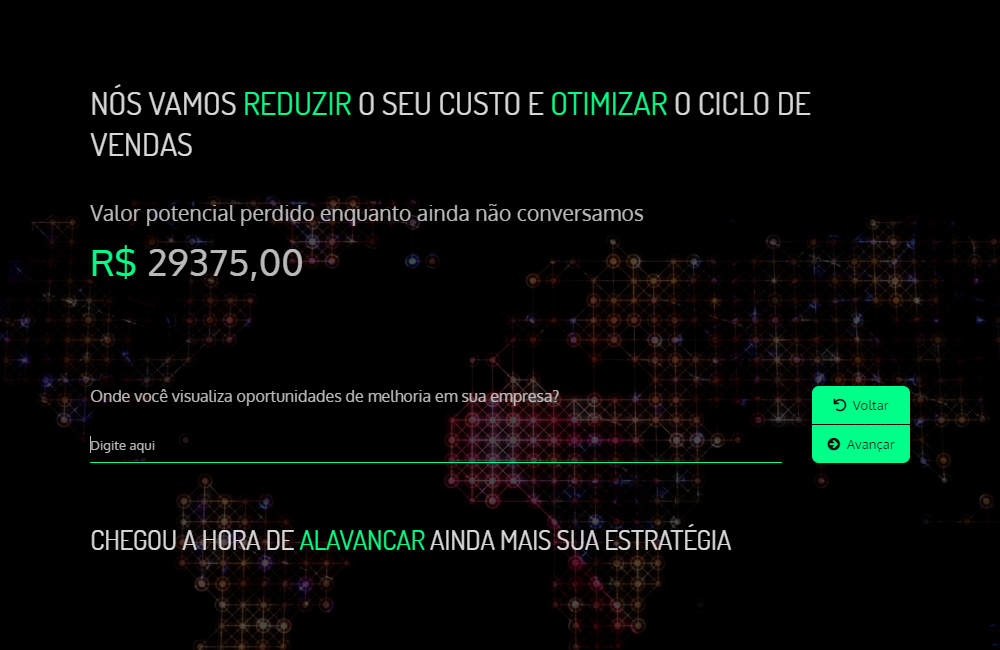 NÓS VAMOS REDUZIR O SEU CUSTO E OTIMIZAR O CICLO DE
VENDAS
Valor potencial perdido enquanto ainda não conversamos
R$ 29375,00
Onde você visualiza oportunidades de melhoria em sua empresa?
Voltar
Digite aqui
Avançar
CHEGOU A HORA DE ALAVANCAR AINDA MAIS SUA ESTRATÉGIA